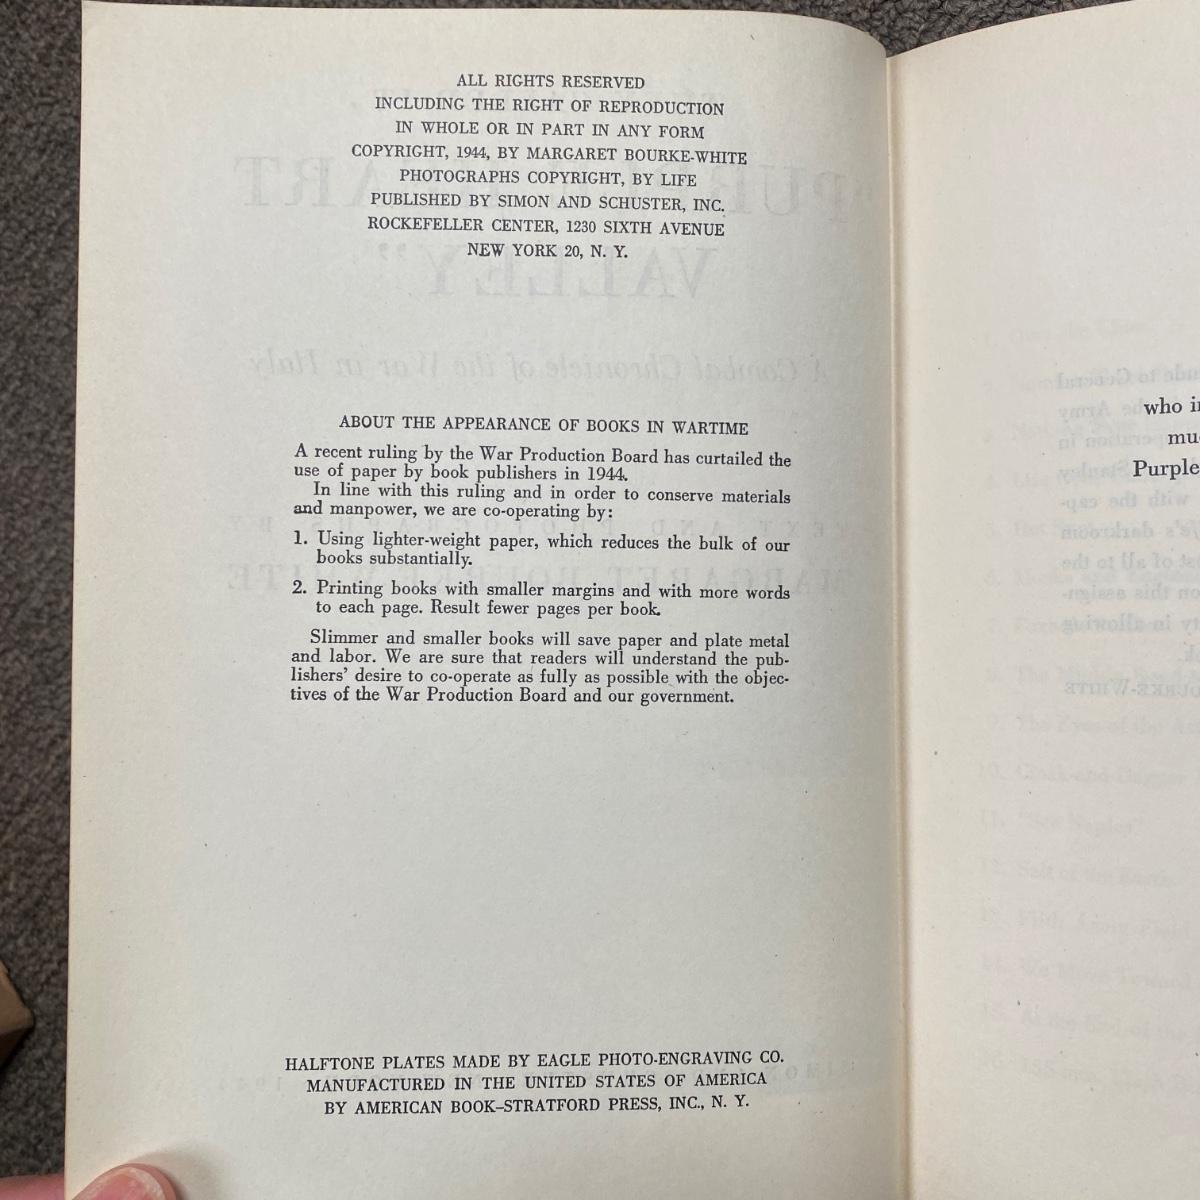 ALL RIGHTS RESERVED
INCLUDING THE RIGHT OF REPRODUCTION
IN WHOLE OR IN PART IN ANY FORM
COPYRIGHT, 1944, BY MARGARET BOURKE-WHITE
PHOTOGRAPHS COPYRIGHT, BY LIFE
PUBLISHED BY SIMON AND SCHUSTER, INC.
ROCKEFELLER CENTER, 1230 SIXTH AVENUE
NEW YORK 20, N. Y.
ABOUT THE APPEARANCE OF BOOKS IN WARTIME
A recent ruling by the War Production Board has curtailed the
use of paper by book publishers in 1944.
In line with this ruling and in order to conserve materials
and manpower, we are co-operating by:
1. Using lighter-weight paper, which reduces the bulk of our
books substantially.
2. Printing books with smaller margins and with more words
to each page. Result fewer pages per book.
Slimmer and smaller books will save paper and plate metal
and labor. We are sure that readers will understand the pub-
lishers' desire to co-operate as fully as possible with the objec-
tives of the War Production Board and our government.
HALFTONE PLATES MADE BY EAGLE PHOTO-ENGRAVING CO.
MANUFACTURED IN THE UNITED STATES OF AMERICA
BY AMERICAN BOOK–STRATFORD PRESS, INC., N. Y.
who i
mu
Purple